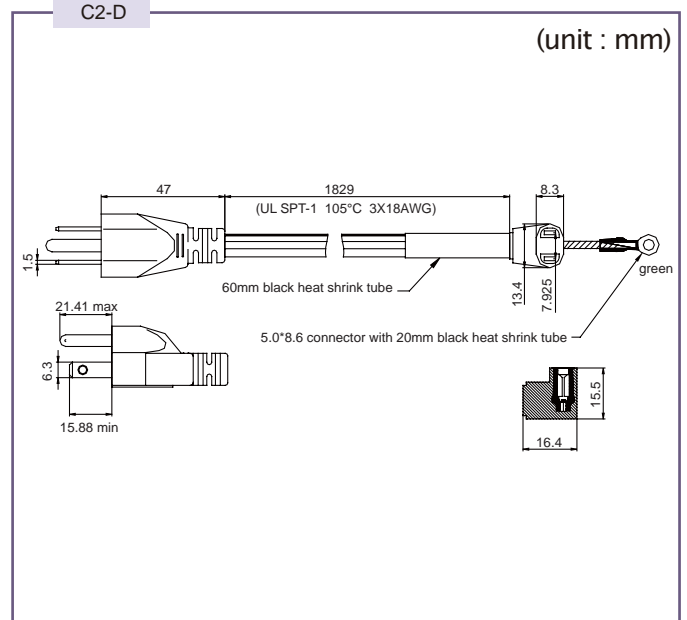 C2-D
(unit : mm)
47
1829
8.3
(UL SPT-1 105°C 3X18AWG)
1.5
green
60mm black heat shrink tube
13.4
7.925
21.41 max
5.0*8.6 connector with 20mm black heat shrink tube
6.3
15.5
15.88 min
16.4